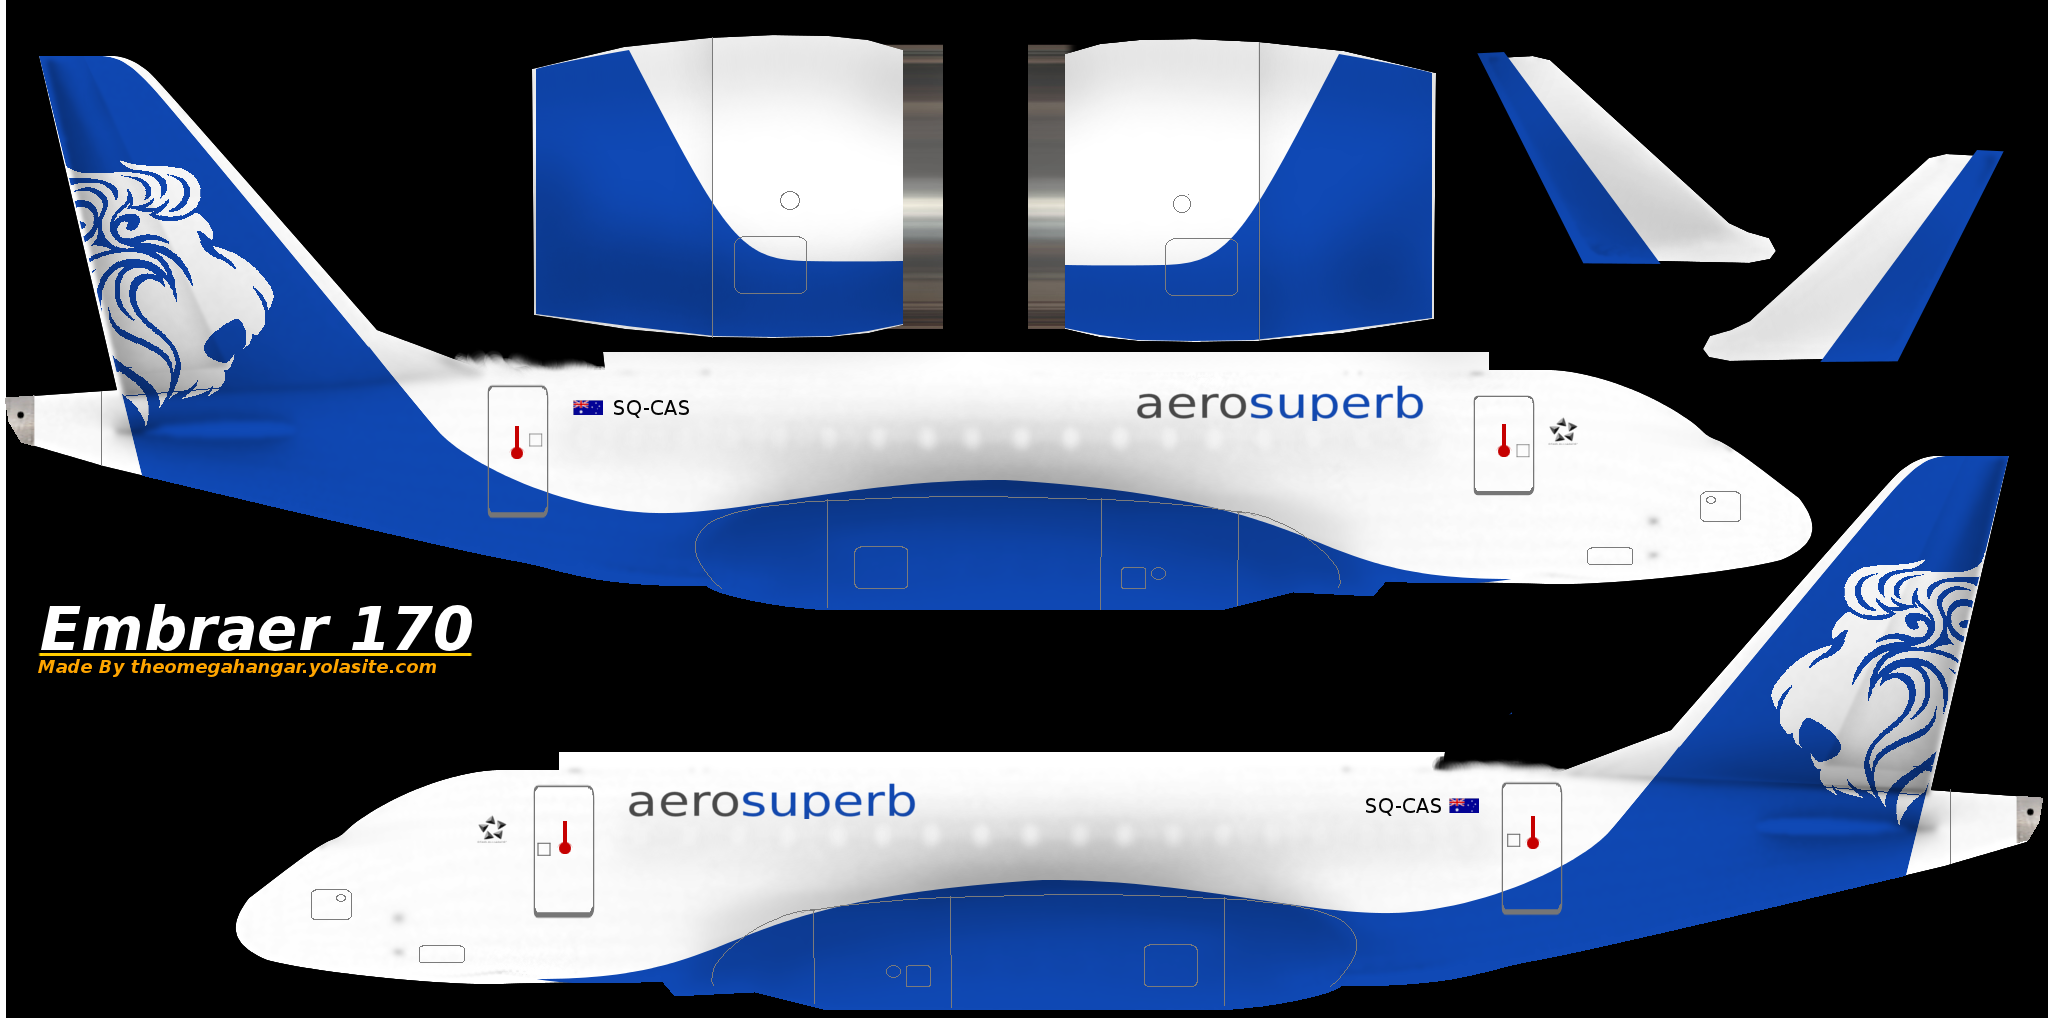 SQ-CAS
aerosuperb
Embraer 170
Made By theomegahangar.yolasite.com
aerosuperb
SQ-CAS